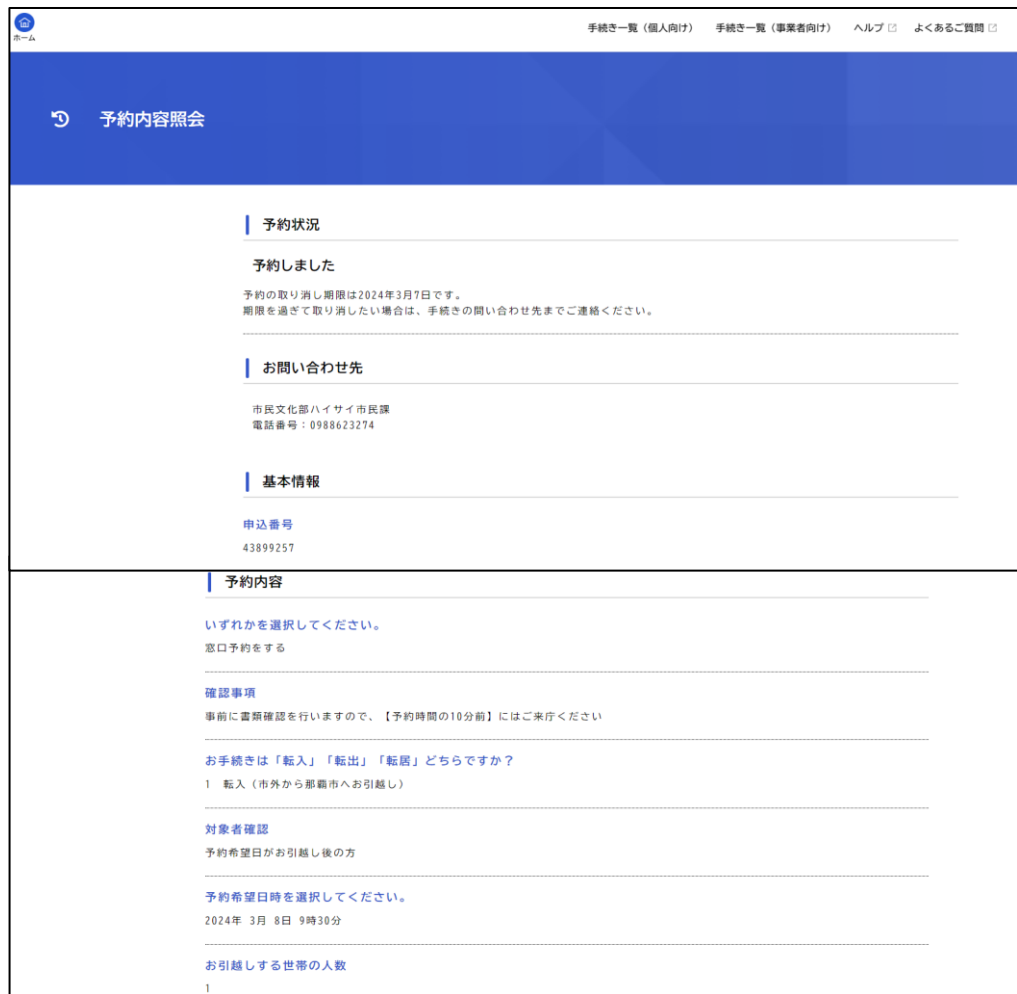 ホーム
手続き一覧（個人向け）　手続き一覧（事業者向け）　ヘルプ　よくあるご質問
予約内容照会
予約状況
予約しました
予約の取り消し期限は2024年3月7日です。
期限を過ぎて取り消したい場合は、手続きの問い合わせ先までご連絡ください。
お問い合わせ先
市民文化部ハイサイ市民課
電話番号：0988623274
基本情報
申込番号
43899257
予約内容
いずれかを選択してください。
窓口予約をする
確認事項
事前に書類確認を行いますので、【予約時間の10分前】にはご来庁ください
お手続きは「転入」「転出」「転居」どちらですか？
1　転入（市外から那覇市へお引越し）
対象者確認
予約希望日がお引越し後の方
予約希望日時を選択してください。
2024年 3月 8日 9時30分
お引越しする世帯の人数
1